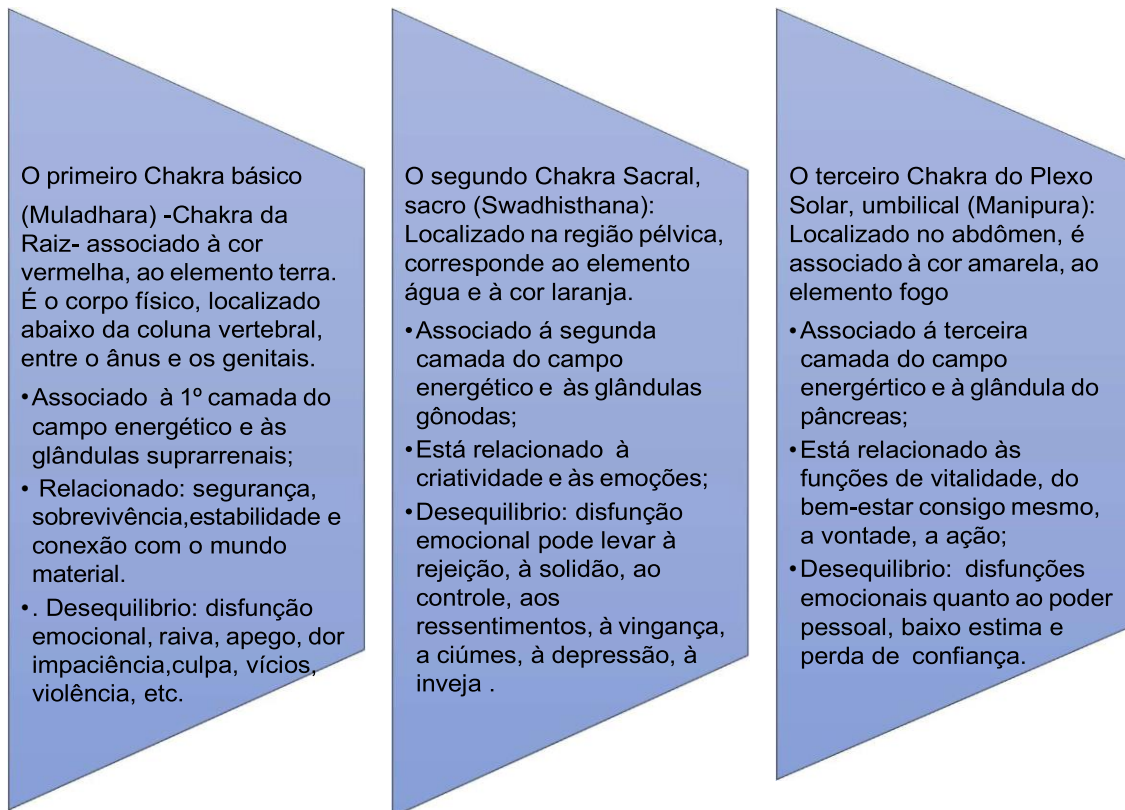 O primeiro Chakra básico
(Muladhara) -Chakra da
Raiz- associado à cor
vermelha, ao elemento terra.
É o corpo físico, localizado
abaixo da coluna vertebral,
entre o ânus e os genitais.
•Associado à 1º camada do
campo energético e às
glândulas suprarrenais;
• Relacionado: segurança,
sobrevivência,estabilidade e
conexão com o mundo
material.
•. Desequilibrio: disfunção
emocional, raiva, apego, dor
impaciência,culpa, vícios,
violência, etc.
O segundo Chakra Sacral,
sacro (Swadhisthana):
Localizado na região pélvica,
corresponde ao elemento
água e à cor laranja.
•Associado á segunda
camada do campo
energético e às glândulas
gônodas;
•Está relacionado à
criatividade e às emoções;
•Desequilibrio: disfunção
emocional pode levar à
rejeição, à solidão, ao
controle, aos
ressentimentos, à vingança,
a ciúmes, à depressão, à
inveja .
O terceiro Chakra do Plexo
Solar, umbilical (Manipura):
Localizado no abdômen, é
associado à cor amarela, ao
elemento fogo
•Associado á terceira
camada do campo
energértico e à glândula do
pâncreas;
•Está relacionado às
funções de vitalidade, do
bem-estar consigo mesmo,
a vontade, a ação;
•Desequilibrio: disfunções
emocionais quanto ao poder
pessoal, baixo estima e
perda de confiança.